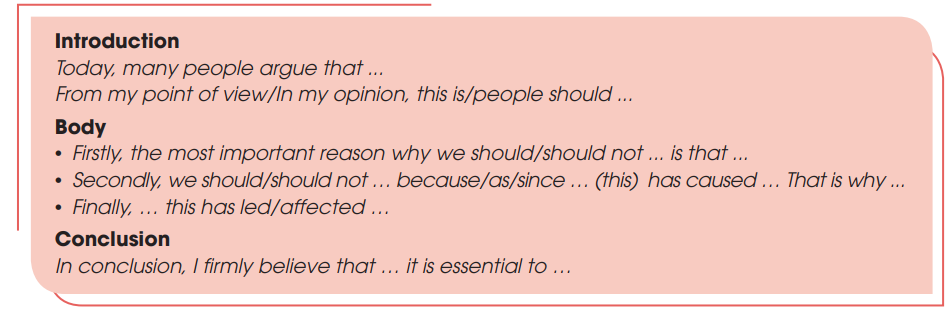 Introduction
Today, many people argue that ...
From my point of view/In my opinion, this is/people should ...
Body
• Firstly, the most important reason why we should/should not ... is that ...
• Secondly, we should/should not ... because/as/since ... (this) has caused ... That is why ...
• Finally, ... this has led/affected ...
Conclusion
In conclusion, I firmly believe that ... it is essential to ...